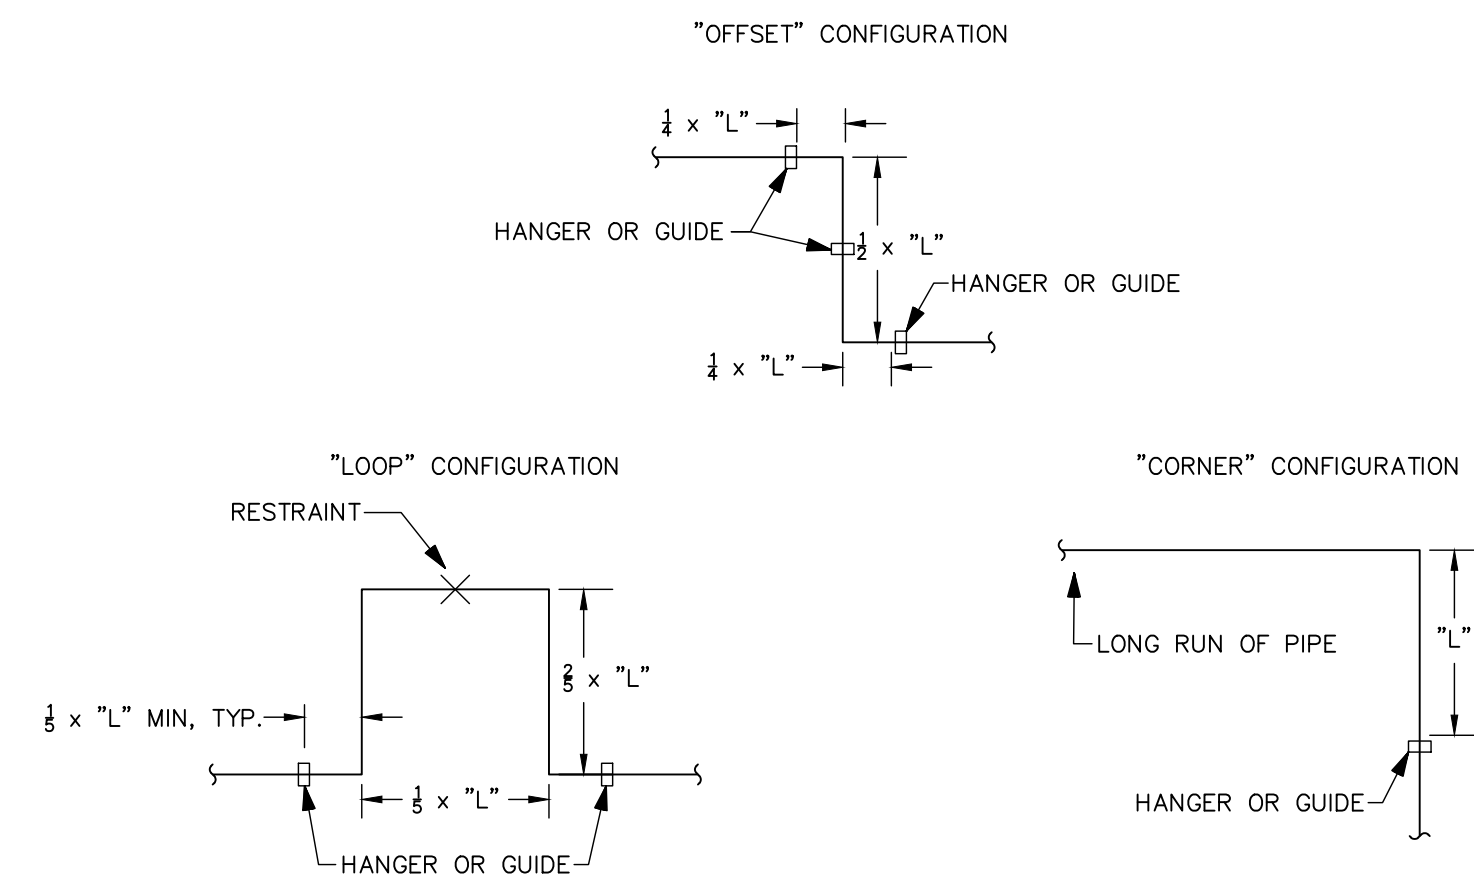 ”OFFSET” CONFIGURATION
1/4 x ”L”
HANGER OR GUIDE
1/2 x ”L”
HANGER OR GUIDE
1/4 x ”L”
”LOOP” CONFIGURATION
RESTRAINT
2/5 x ”L”
1/5 x ”L” MIN, TYP.
1/5 x ”L”
HANGER OR GUIDE
”CORNER” CONFIGURATION
”L”
LONG RUN OF PIPE
HANGER OR GUIDE